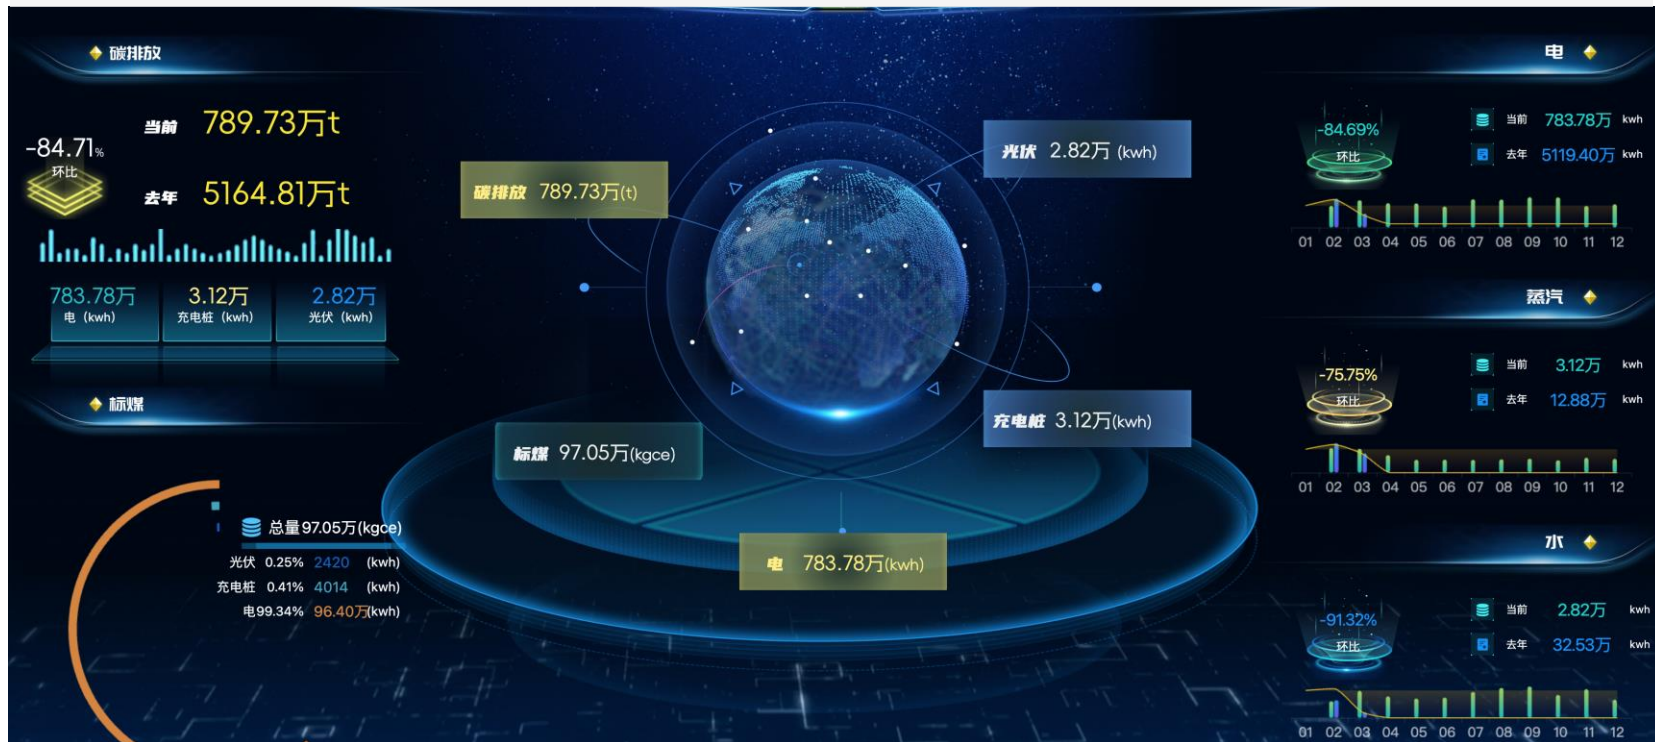 碳排放
当前 789.73万t
-84.71%
环比
去年 5164.81万t
783.78万 3.12万 2.82万
电（kwh） 充电桩（kwh） 光伏（kwh）
标煤
总量97.05万(kgce)
光伏 0.25% 2420 (kwh)
充电桩 0.41% 4014 (kwh)
电99.34% 96.40万(kwh)
碳排放 789.73万(t)
光伏 2.82万 (kwh)
充电桩 3.12万(kwh)
标煤 97.05万(kgce)
电 783.78万(kwh)
电
-84.69%
环比
当前 783.78万 kwh
去年 5119.40万 kwh
01 02 03 04 05 06 07 08 09 10 11 12
蒸汽
-75.75%
环比
当前 3.12万 kwh
去年 12.88万 kwh
01 02 03 04 05 06 07 08 09 10 11 12
水
-91.32%
环比
当前 2.82万 kwh
去年 32.53万 kwh
01 02 03 04 05 06 07 08 09 10 11 12